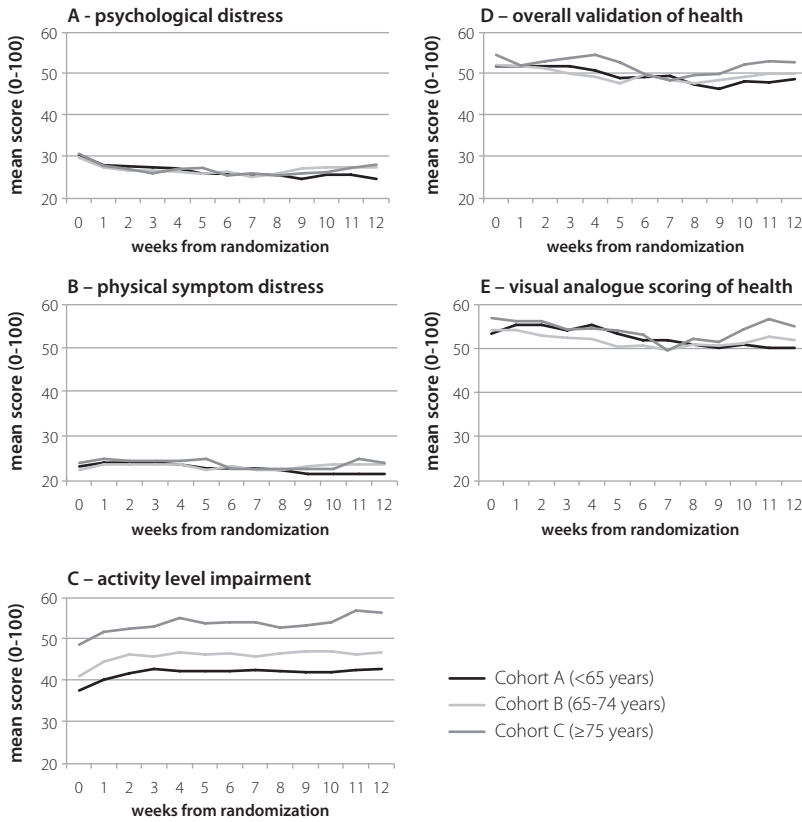 A - psychological distress
mean score (0-100)
60
50
40
30
20
0 1 2 3 4 5 6 7 8 9 10 11 12
weeks from randomization
B – physical symptom distress
mean score (0-100)
60
50
40
30
20
0 1 2 3 4 5 6 7 8 9 10 11 12
weeks from randomization
C – activity level impairment
mean score (0-100)
60
50
40
30
20
0 1 2 3 4 5 6 7 8 9 10 11 12
weeks from randomization
D – overall validation of health
mean score (0-100)
60
50
40
30
20
0 1 2 3 4 5 6 7 8 9 10 11 12
weeks from randomization
E – visual analogue scoring of health
mean score (0-100)
60
50
40
30
20
0 1 2 3 4 5 6 7 8 9 10 11 12
weeks from randomization
Cohort A (<65 years)
Cohort B (65-74 years)
Cohort C (≥75 years)